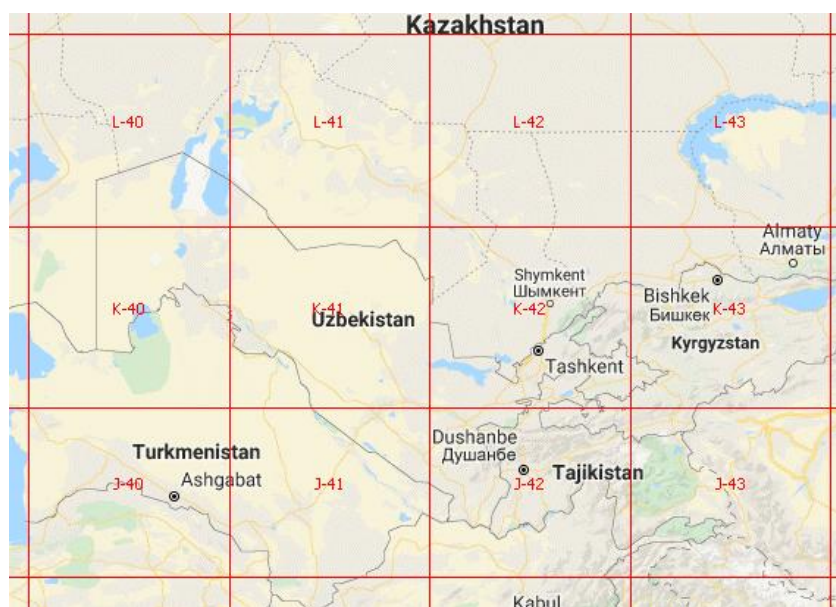 Kazakhstan
L-40
L-41
L-42
L-43
Almaty
Алматы
Shymkent
Шымкент
Bishkek
Бишкек
K-40
K-41
K-42
K-43
Uzbekistan
Kyrgyzstan
Tashkent
Dushanbe
Душанбе
Turkmenistan
Ashgabat
Tajikistan
J-40
J-41
J-42
J-43
Kabul